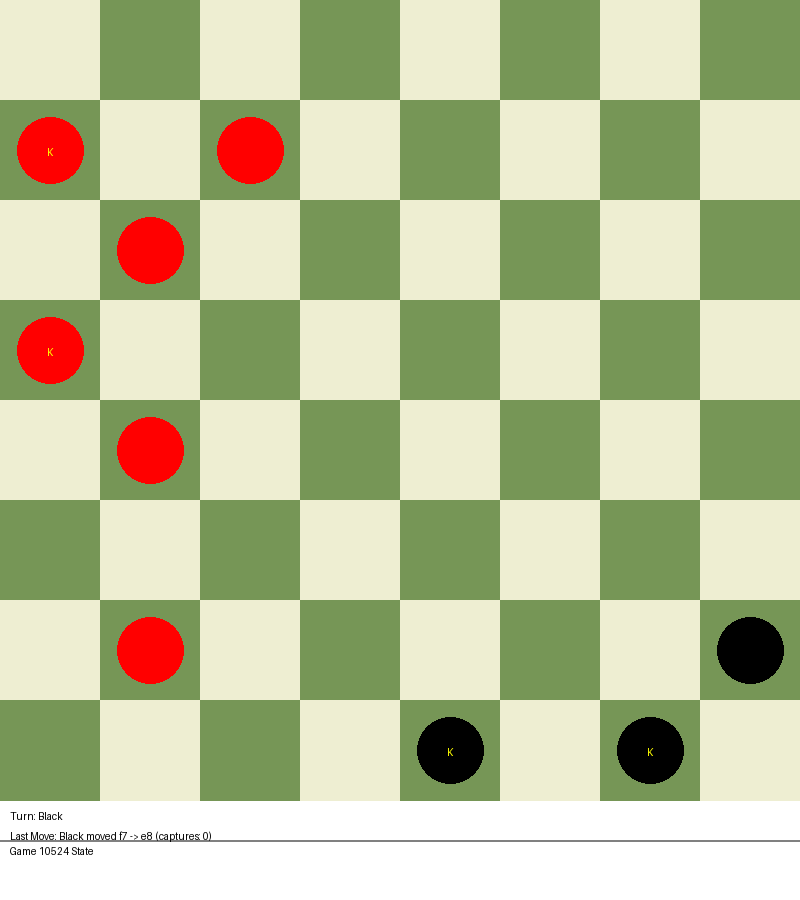 K
K
K K
Turn: Black
Last Move: Black moved f7 -> e8 (captures: 0)
Game 10524 State